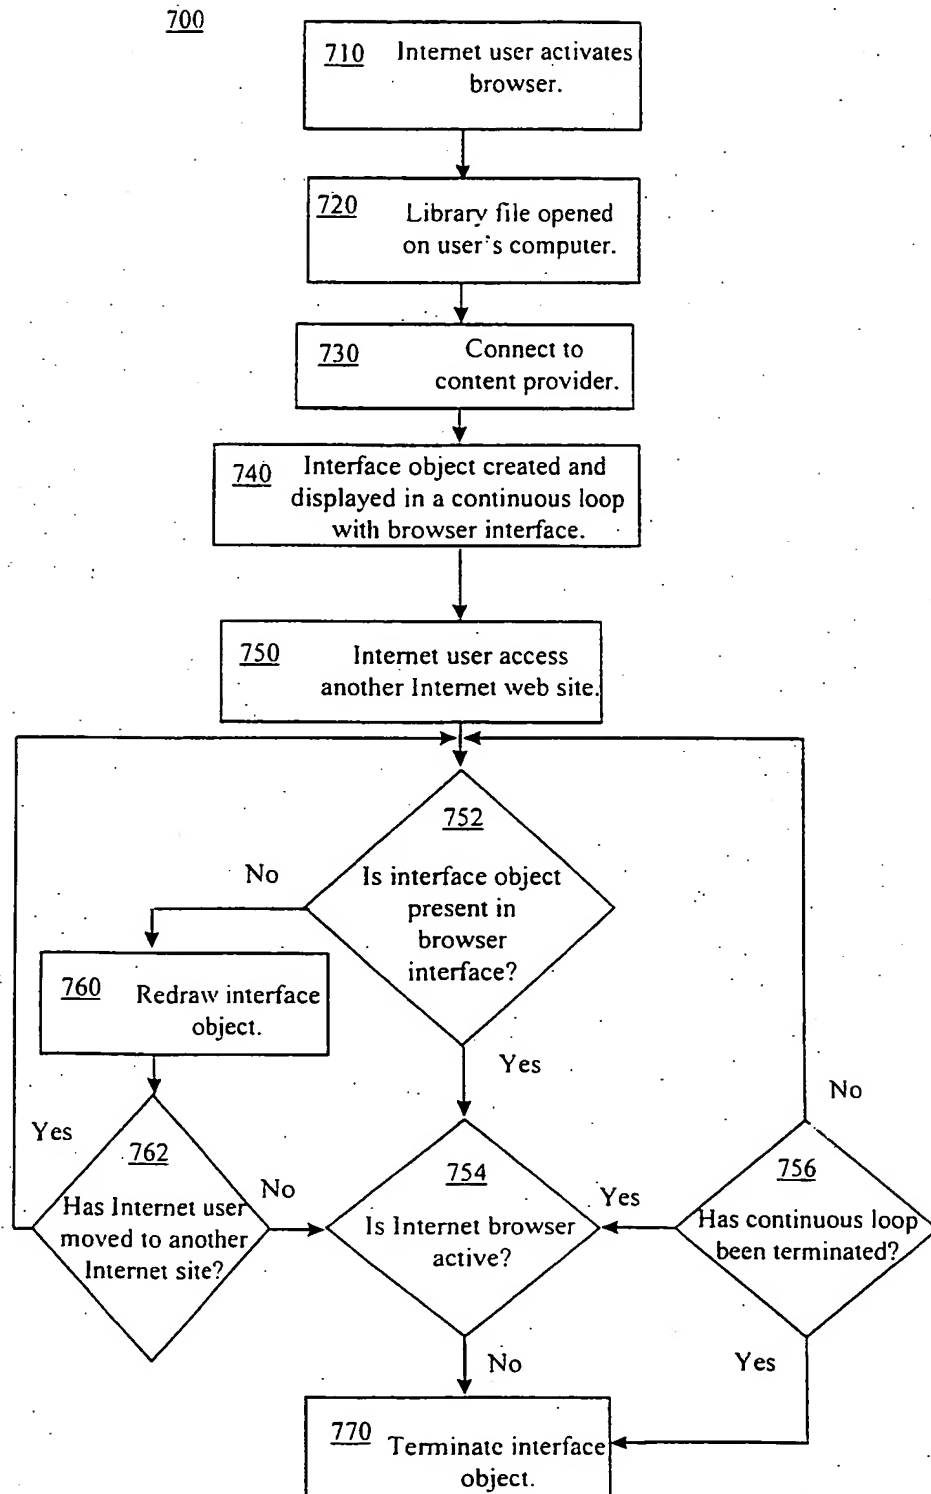 700
710 Internet user activates
browser.
720 Library file opened
on user's computer.
730 Connect to
content provider.
740 Interface object created and
displayed in a continuous loop
with browser interface.
750 Internet user access
another Internet web site.
752
Is interface object
present in
browser
interface?
No
Yes
760 Redraw interface
object.
Yes
762
Has Internet user
moved to another
Internet site?
No
754
Is Internet browser
active?
Yes
No
756
Has continuous loop
been terminated?
No
Yes
770 Terminate interface
object.